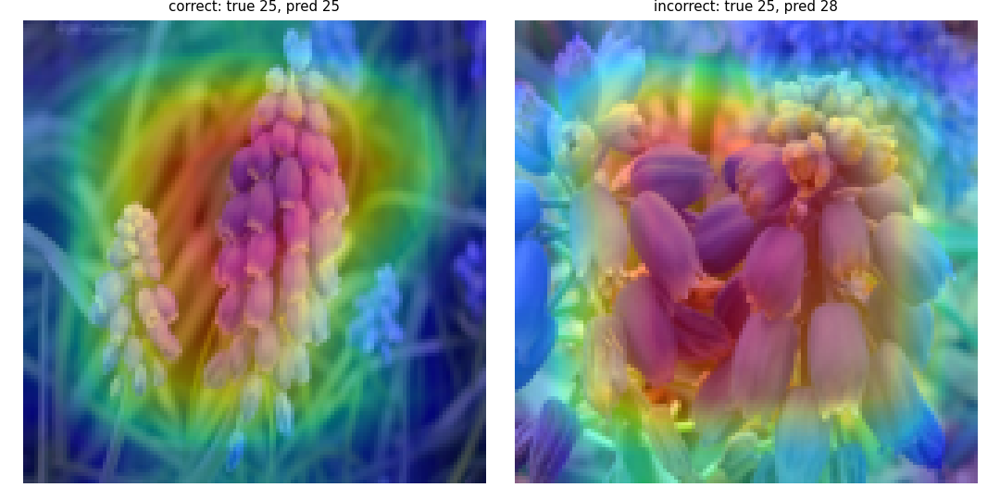 correct: true 25, pred 25
incorrect: true 25, pred 28